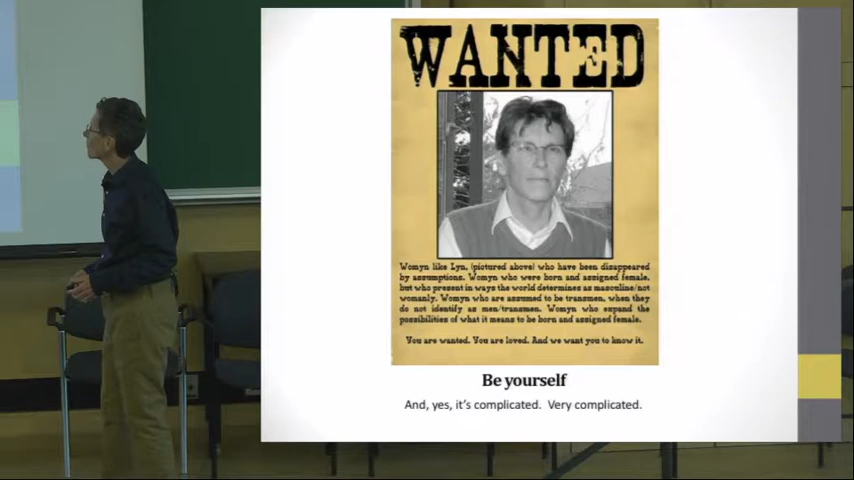 WANTED
Womyn like Lyn, (pictured above) who have been disappeared
by assumptions. Womyn who were born and assigned female,
but who present in ways the world determines as masculine/not
womanly. Womyn who are assumed to be transmen, when they
do not identify as men/transmen. Womyn who expand the
possibilities of what it means to be born and assigned female.
You are wanted. You are loved. And we want you to know it.
Be yourself
And, yes, it's complicated. Very complicated.